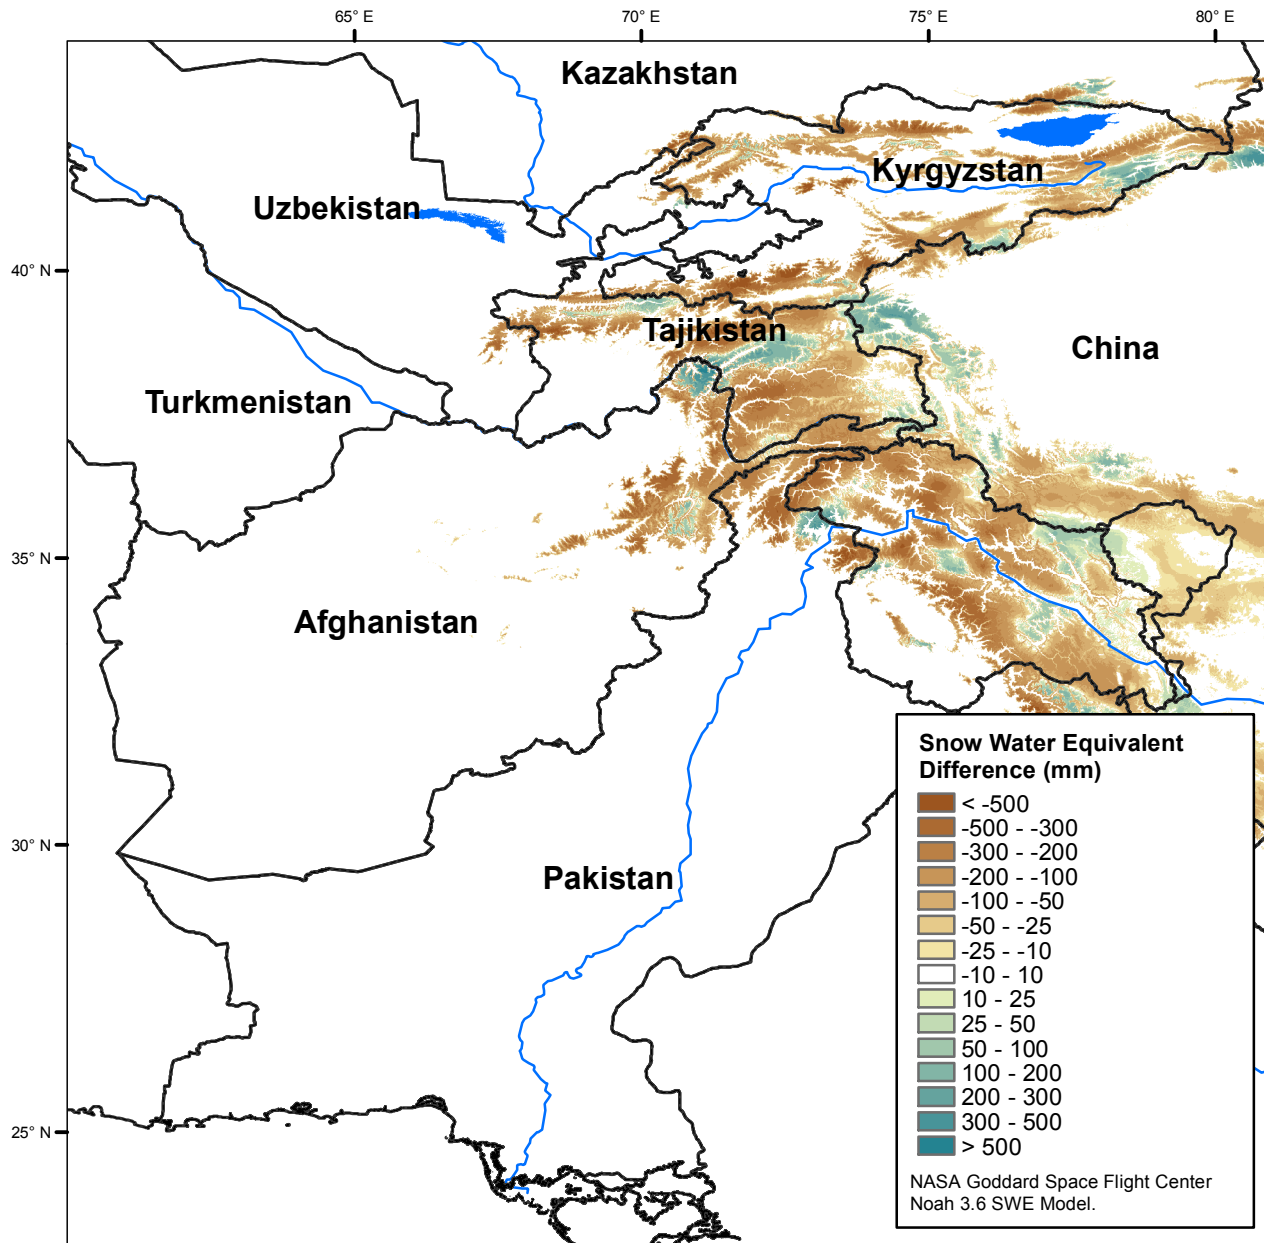 65° E 70° E 75° E 80° E
Kazakhstan
Kyrgyzstan
Uzbekistan
40° N
Tajikistan
China
Turkmenistan
35° N
Afghanistan
Snow Water Equivalent
Difference (mm)
< -500
-500 - -300
-300 - -200
-200 - -100
-100 - -50
-50 - -25
-25 - -10
-10 - 10
10 - 25
25 - 50
50 - 100
100 - 200
200 - 300
300 - 500
> 500
30° N
Pakistan
25° N
NASA Goddard Space Flight Center
Noah 3.6 SWE Model.